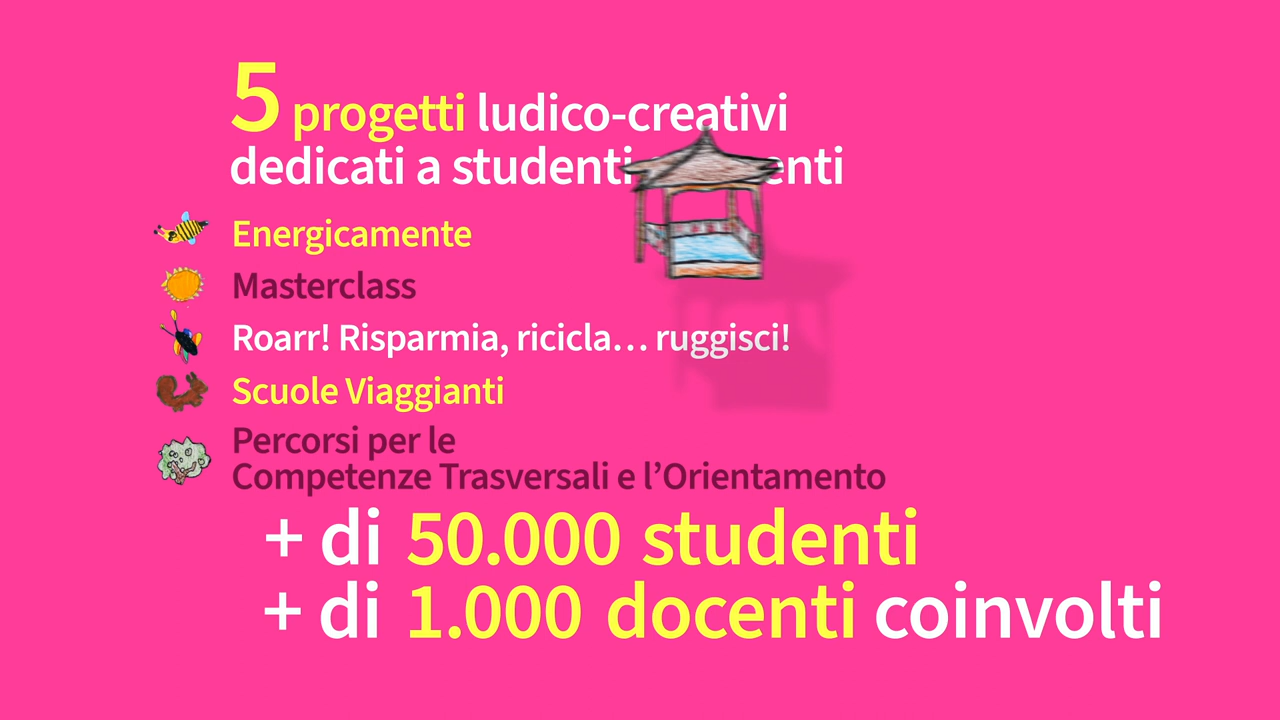 5 progetti ludico-creativi
dedicati a studenti
Energicamente
Masterclass
Roarr! Risparmia, ricicla… ruggisci!
Scuole Viaggianti
Percorsi per le
Competenze Trasversali e l’Orientamento
+ di 50.000 studenti
+ di 1.000 docenti coinvolti